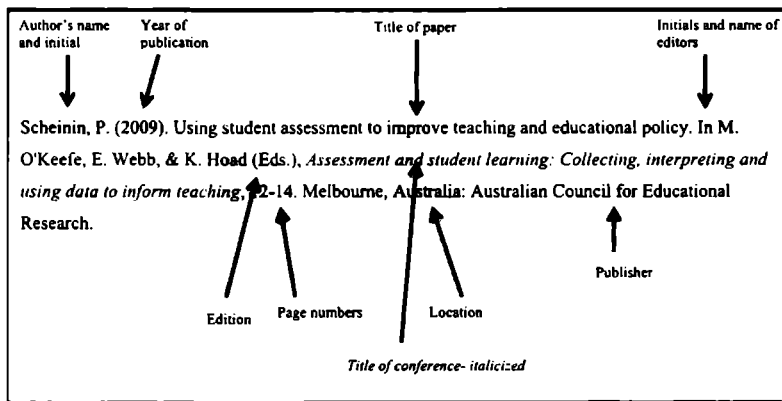 Author's name and initial
Year of publication
Title of paper
Initials and name of editors
Scheinin, P. (2009). Using student assessment to improve teaching and educational policy. In M.
O'Keefe, E. Webb, & K. Hoad (Eds.), Assessment and student learning: Collecting, interpreting and
using data to inform teaching, 2-14. Melbourne, Australia: Australian Council for Educational
Research.
Publisher
Edition
Page numbers
Location
Title of conference- italicized